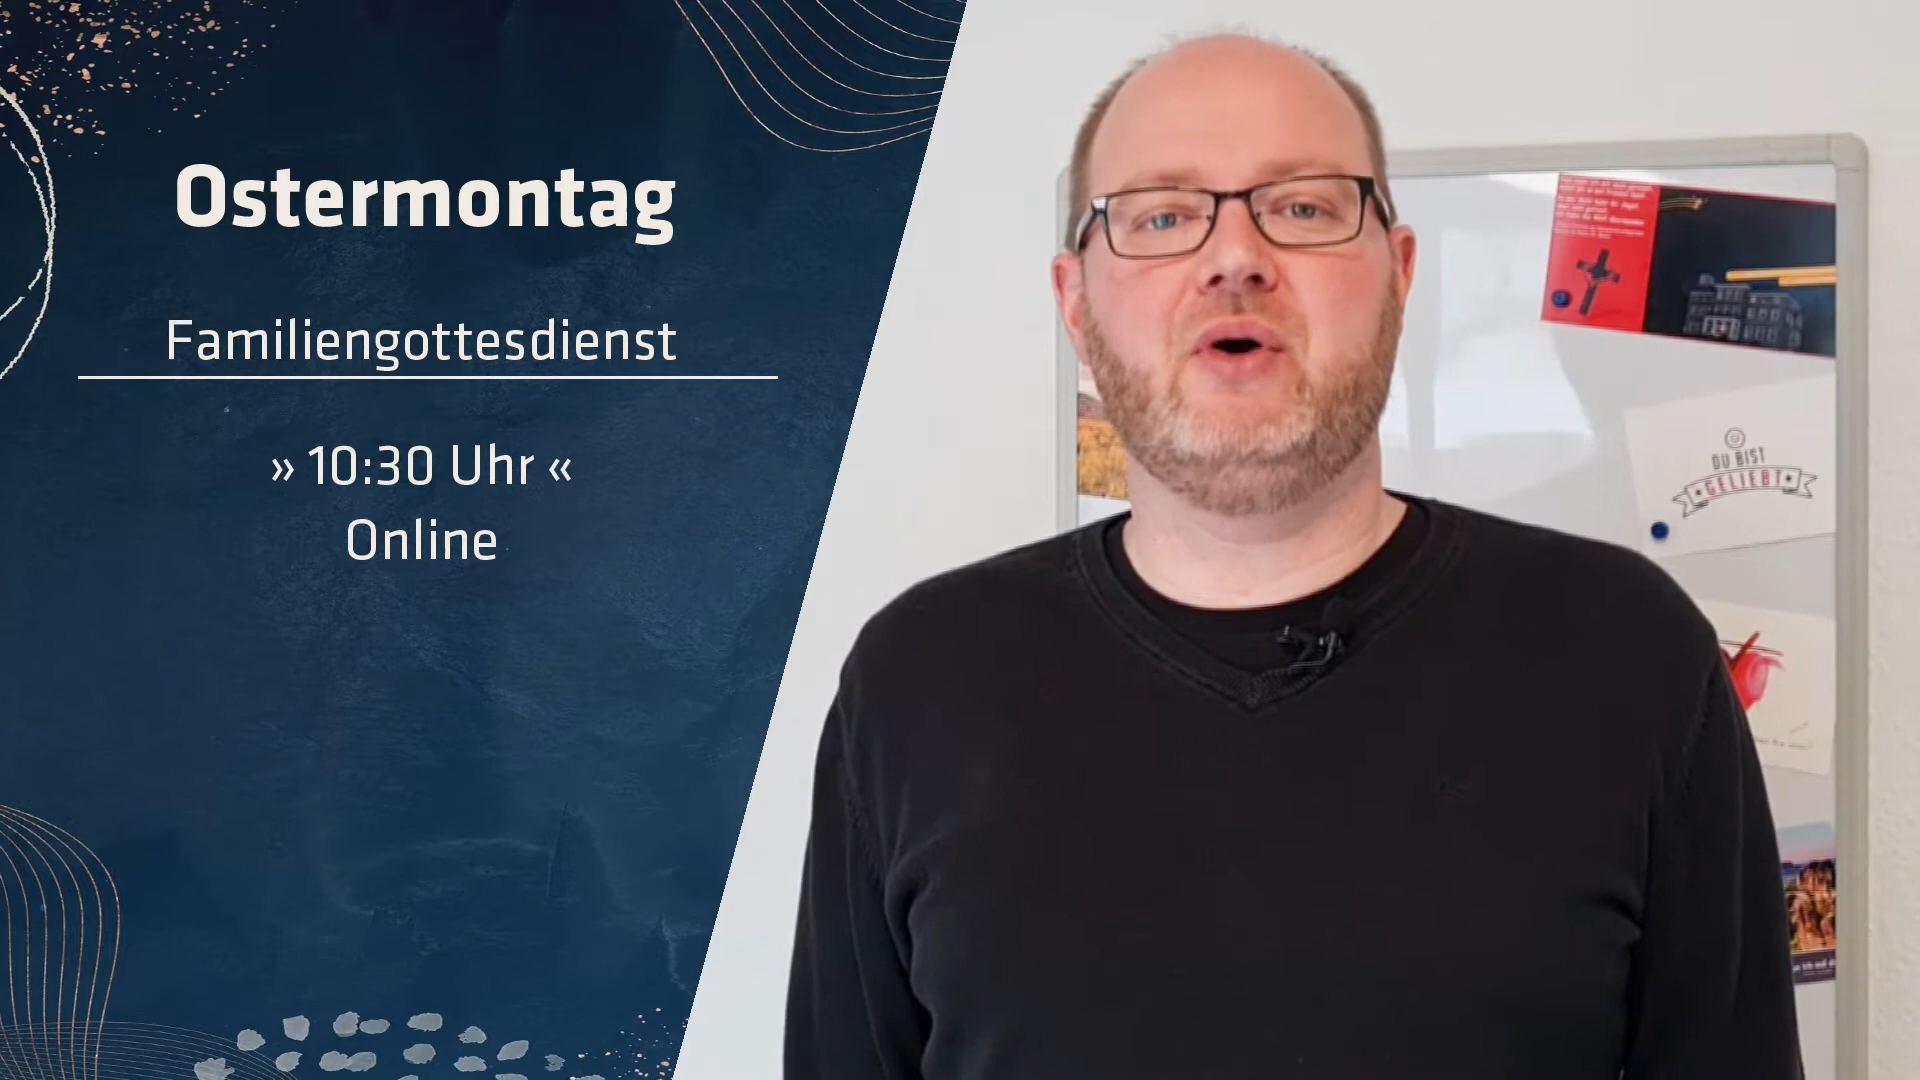 Ostermontag
Familiengottesdienst
» 10:30 Uhr «
Online
DU BIST
GELIEBT